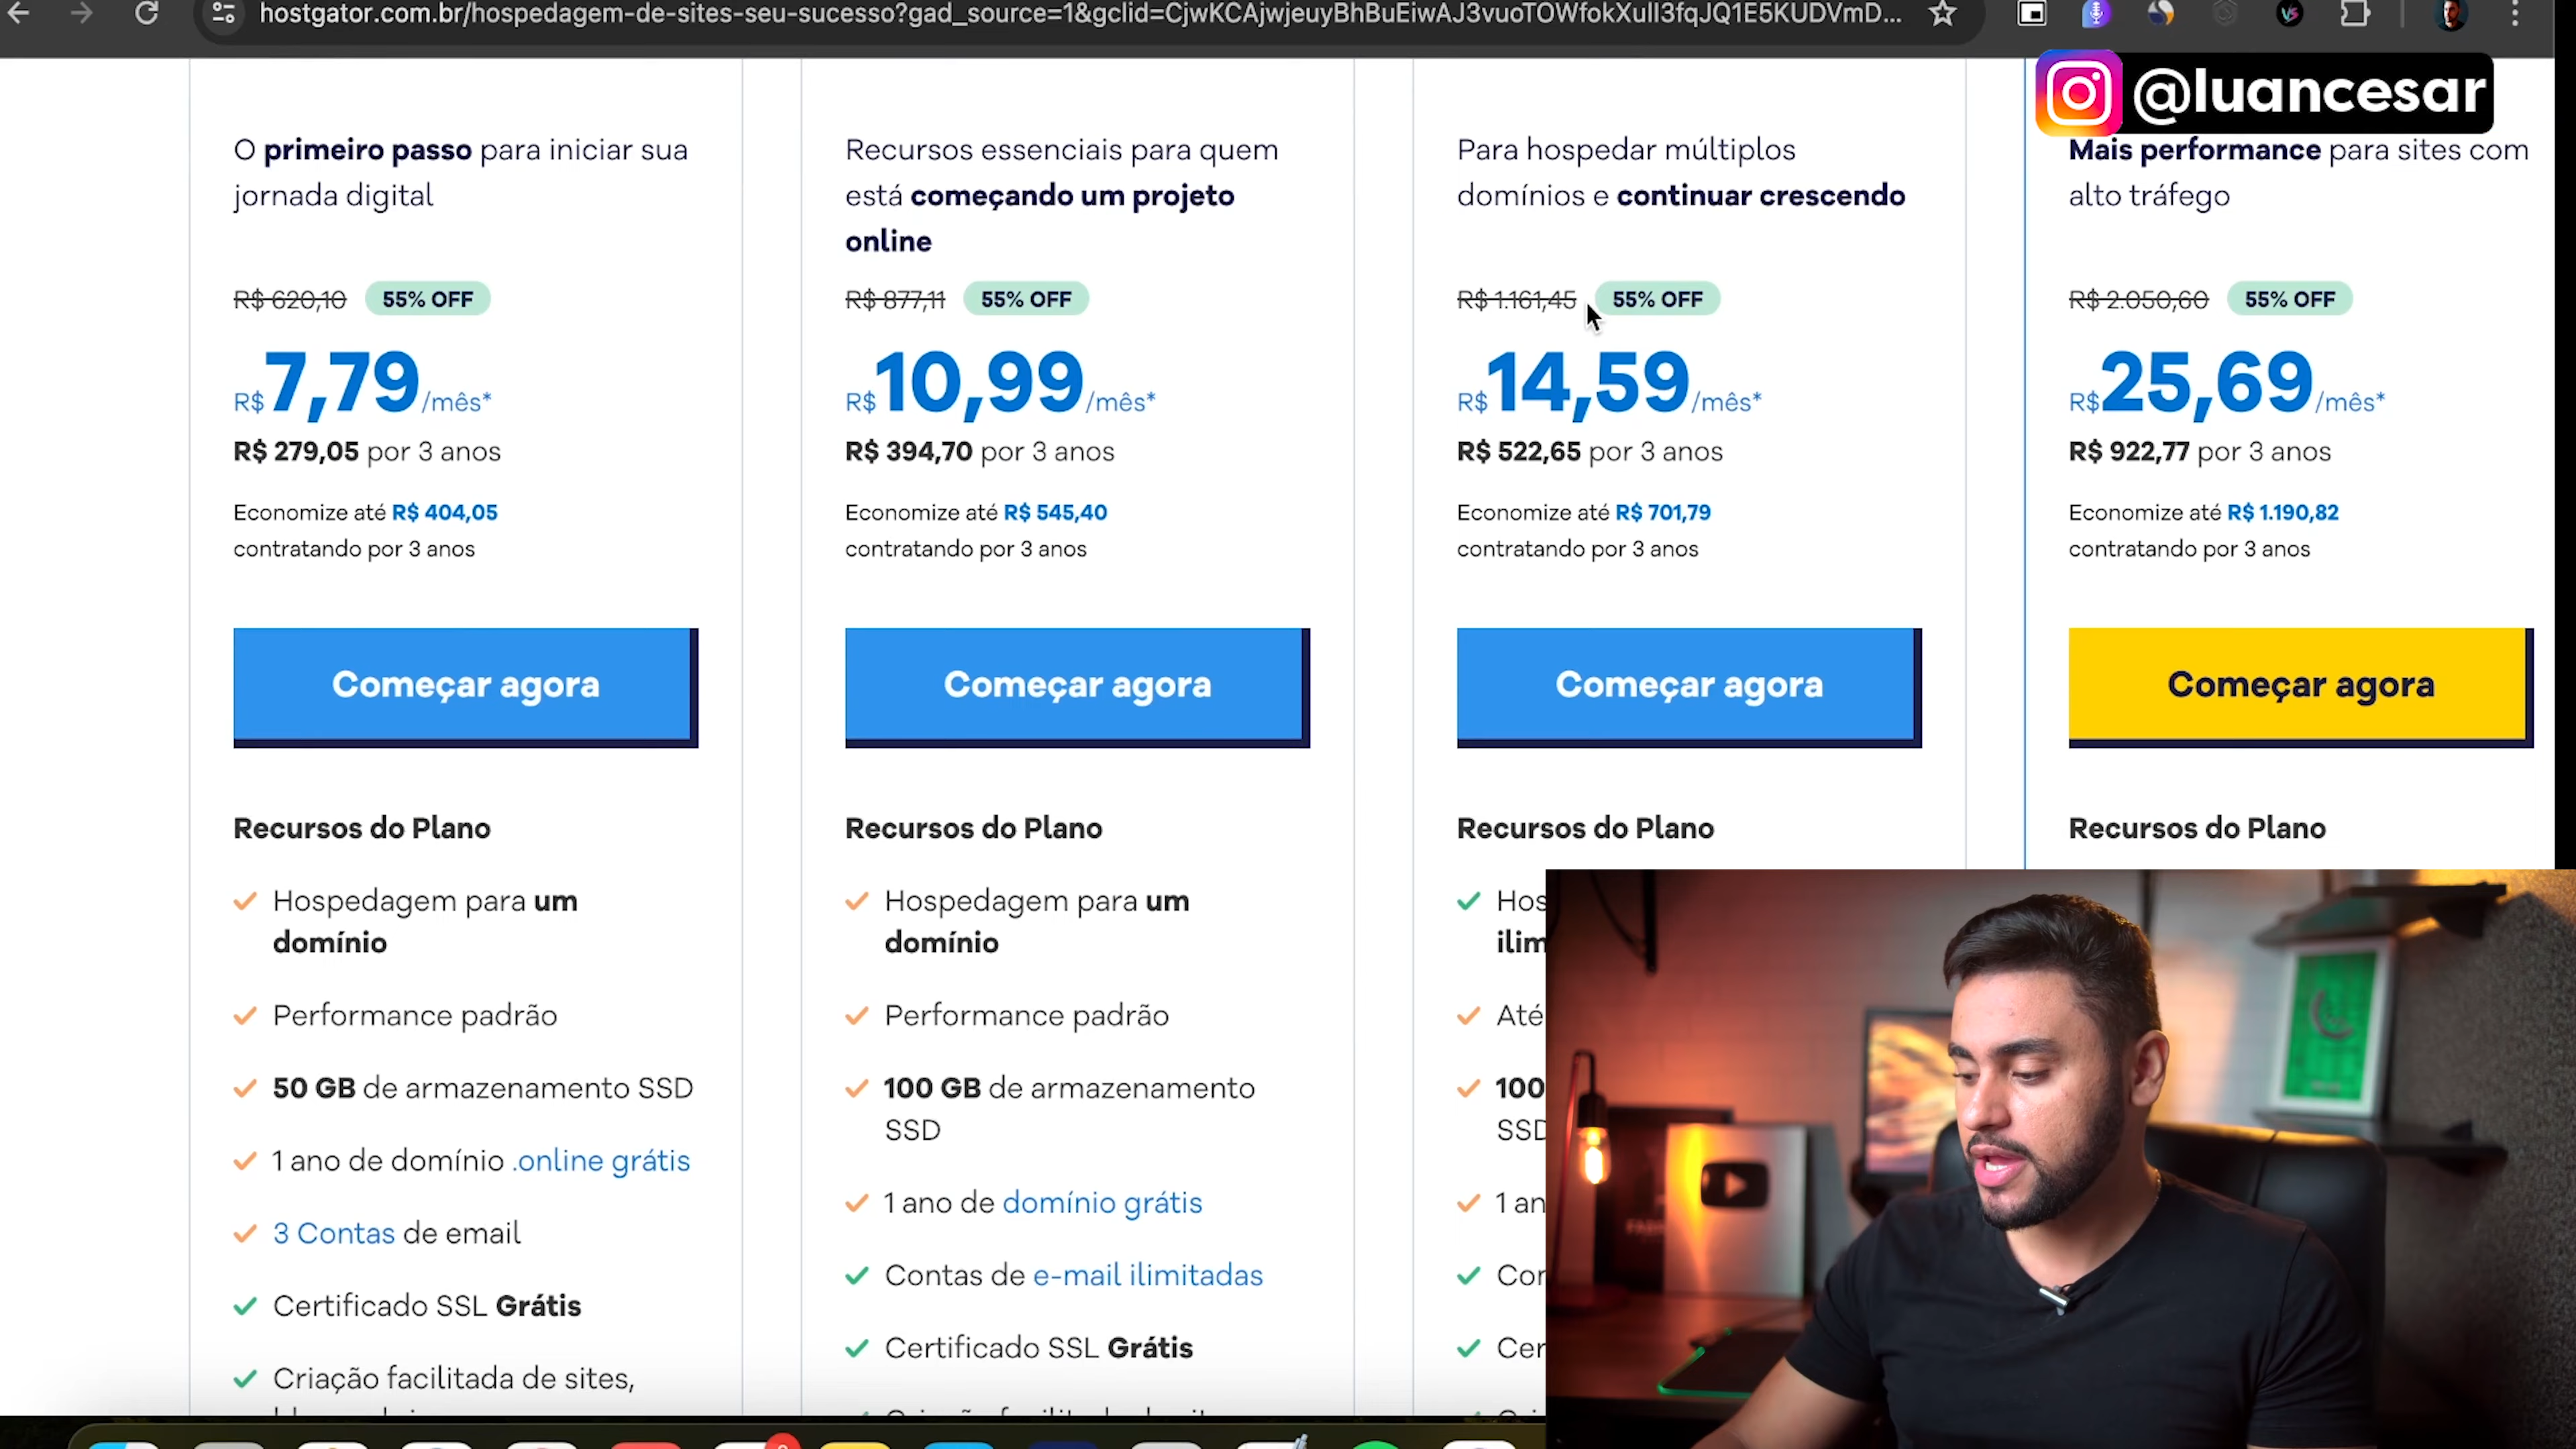 hostgator.com.br/hospedagem-de-sites-seu-sucesso?gad_source=1&gclid=CjwKCAjwjeuyBhBuEiwAJ3vuoTOWfokXulI3fqJQ1E5KUDVmD...
@luancesar
O primeiro passo para iniciar sua
jornada digital
R$ 620,10 55% OFF
R$ 7,79 /mês*
R$ 279,05 por 3 anos
Economize até R$ 404,05
contratando por 3 anos
Começar agora
Recursos do Plano
Hospedagem para um
domínio
Performance padrão
50 GB de armazenamento SSD
1 ano de domínio .online grátis
3 Contas de email
Certificado SSL Grátis
Criação facilitada de sites,
Recursos essenciais para quem
está começando um projeto
online
R$ 877,11 55% OFF
R$ 10,99 /mês*
R$ 394,70 por 3 anos
Economize até R$ 545,40
contratando por 3 anos
Começar agora
Recursos do Plano
Hospedagem para um
domínio
Performance padrão
100 GB de armazenamento
SSD
1 ano de domínio grátis
Contas de e-mail ilimitadas
Certificado SSL Grátis
Para hospedar múltiplos
domínios e continuar crescendo
R$ 1.161,45 55% OFF
R$ 14,59 /mês*
R$ 522,65 por 3 anos
Economize até R$ 701,79
contratando por 3 anos
Começar agora
Recursos do Plano
Hos
ilim
Até
100
SSD
1 an
Cor
Cer
Mais performance para sites com
alto tráfego
R$ 2.050,60 55% OFF
R$ 25,69 /mês*
R$ 922,77 por 3 anos
Economize até R$ 1.190,82
contratando por 3 anos
Começar agora
Recursos do Plano